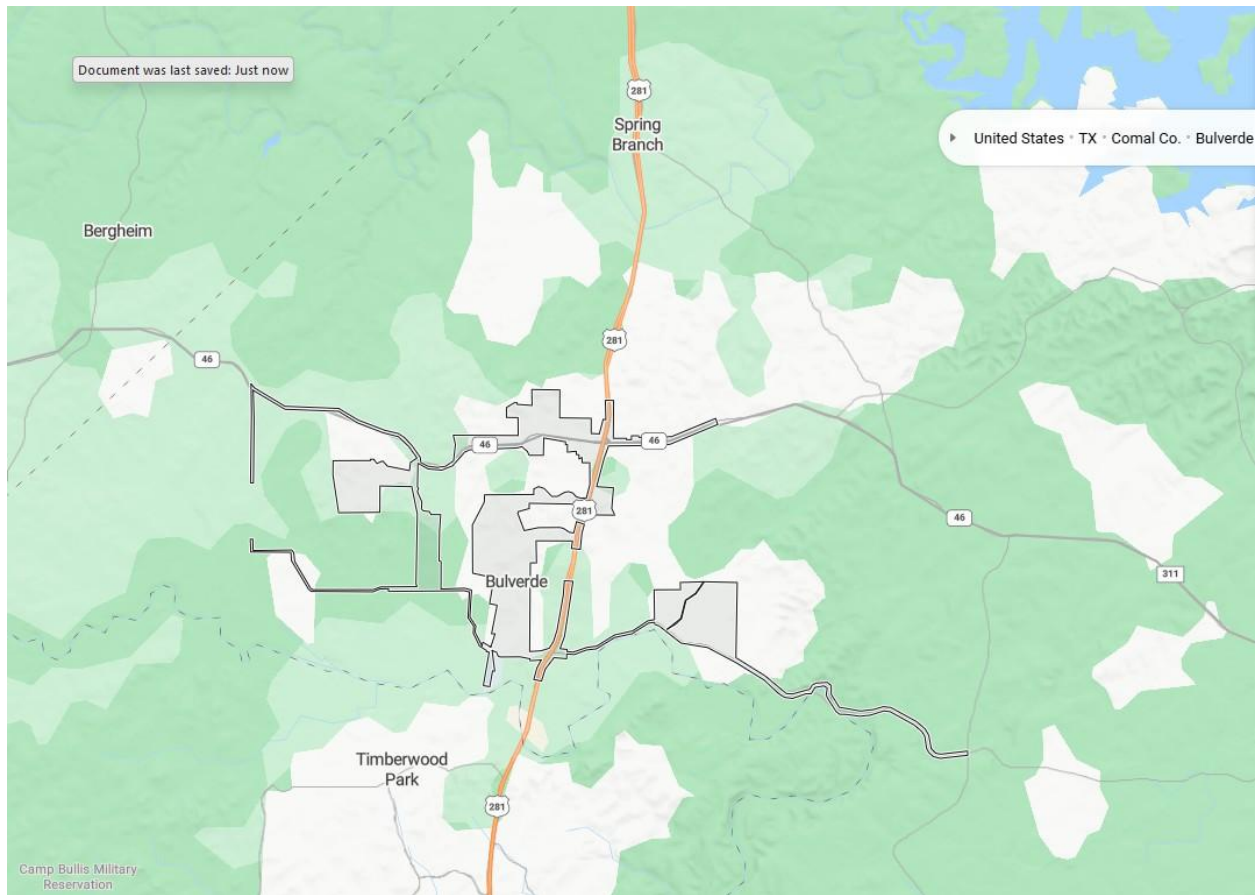 281
Document was last saved: Just now
Spring
Branch
United States • TX • Comal Co. • Bulverde
Bergheim
281
46
46
46
281
46
311
Bulverde
Timberwood
Park
281
Camp Bullis Military
Reservation